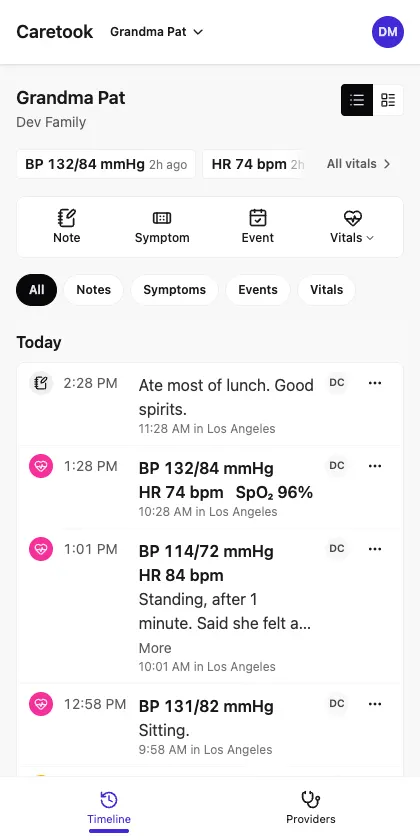 Caretook Grandma Pat DM
Grandma Pat
Dev Family
BP 132/84 mmHg 2h ago HR 74 bpm 2h All vitals
Note Symptom Event Vitals
All Notes Symptoms Events Vitals
Today
2:28 PM Ate most of lunch. Good DC
spirits.
11:28 AM in Los Angeles
1:28 PM BP 132/84 mmHg DC
HR 74 bpm SpO₂ 96%
10:28 AM in Los Angeles
1:01 PM BP 114/72 mmHg DC
HR 84 bpm
Standing, after 1
minute. Said she felt a...
More
10:01 AM in Los Angeles
12:58 PM BP 131/82 mmHg DC
Sitting.
9:58 AM in Los Angeles
Timeline Providers